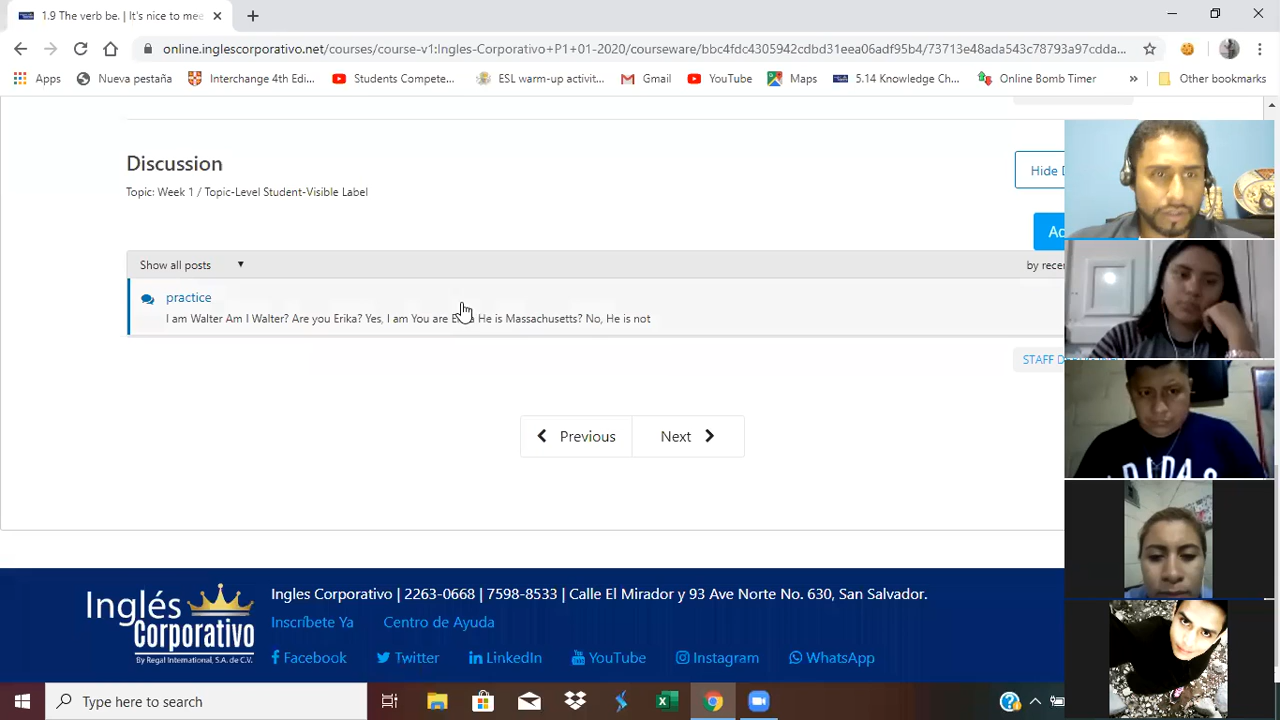 1.9 The verb be. | It's nice to mee
online.inglescorporativo.net/courses/course-v1:Ingles-Corporativo+P1+01-2020/courseware/bbc4fdc4305942cdbd31eea06adf95b4/73713e48ada543c78793a97cdda...
Apps Nueva pestaña Interchange 4th Edi... Students Compete... ESL warm-up activit... Gmail YouTube Maps 5.14 Knowledge Ch... Online Bomb Timer » Other bookmarks
Discussion
Hide D
Topic: Week 1 / Topic-Level Student-Visible Label
Show all posts
by recen
practice
I am Walter Am I Walter? Are you Erika? Yes, I am You are He is Massachusetts? No, He is not
STAFF D
Previous Next
Inglés Corporativo
By Regal International, S.A. de C.V.
Ingles Corporativo | 2263-0668 | 7598-8533 | Calle El Mirador y 93 Ave Norte No. 630, San Salvador.
Inscríbete Ya Centro de Ayuda
Facebook Twitter LinkedIn YouTube Instagram WhatsApp
Type here to search